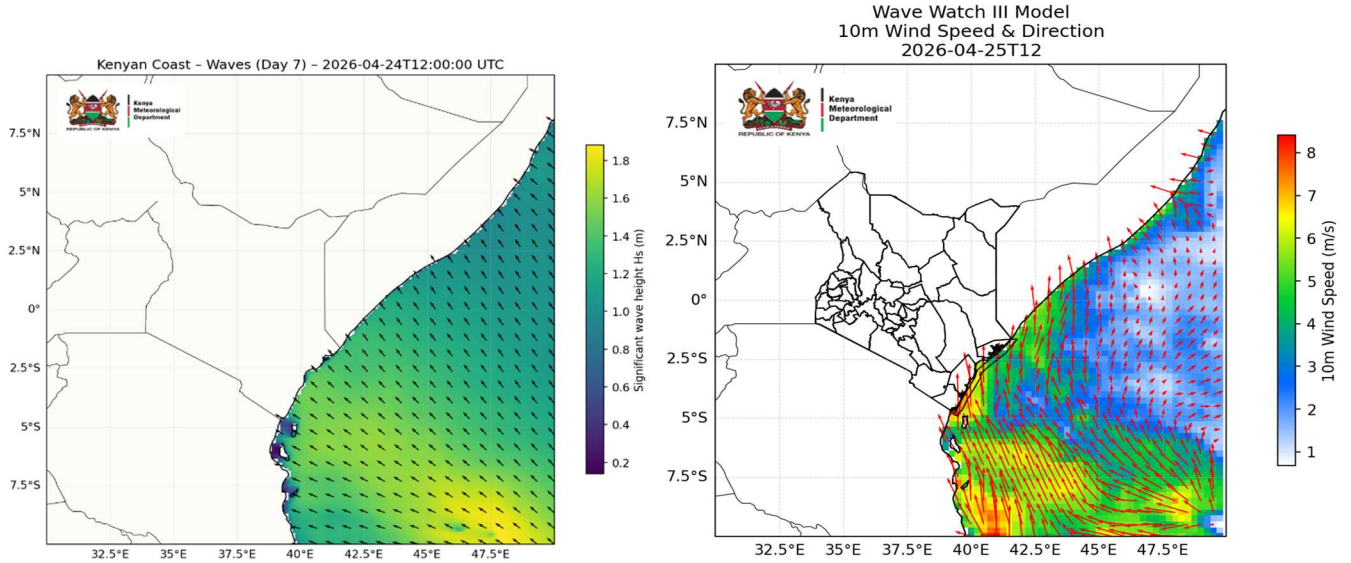 Kenyan Coast – Waves (Day 7) – 2026-04-24T12:00:00 UTC
Kenya
Meteorological
Department
REPUBLIC OF KENYA
7.5°N
5°N
2.5°N
0°
2.5°S
5°S
7.5°S
32.5°E 35°E 37.5°E 40°E 42.5°E 45°E 47.5°E
1.8
1.6
1.4
1.2
1.0
0.8
0.6
0.4
0.2
Significant wave height Hs (m)
Wave Watch III Model
10m Wind Speed & Direction
2026-04-25T12
Kenya
Meteorological
Department
REPUBLIC OF KENYA
7.5°N
5°N
2.5°N
0°
2.5°S
5°S
7.5°S
32.5°E 35°E 37.5°E 40°E 42.5°E 45°E 47.5°E
8
7
6
5
4
3
2
1
10m Wind Speed (m/s)